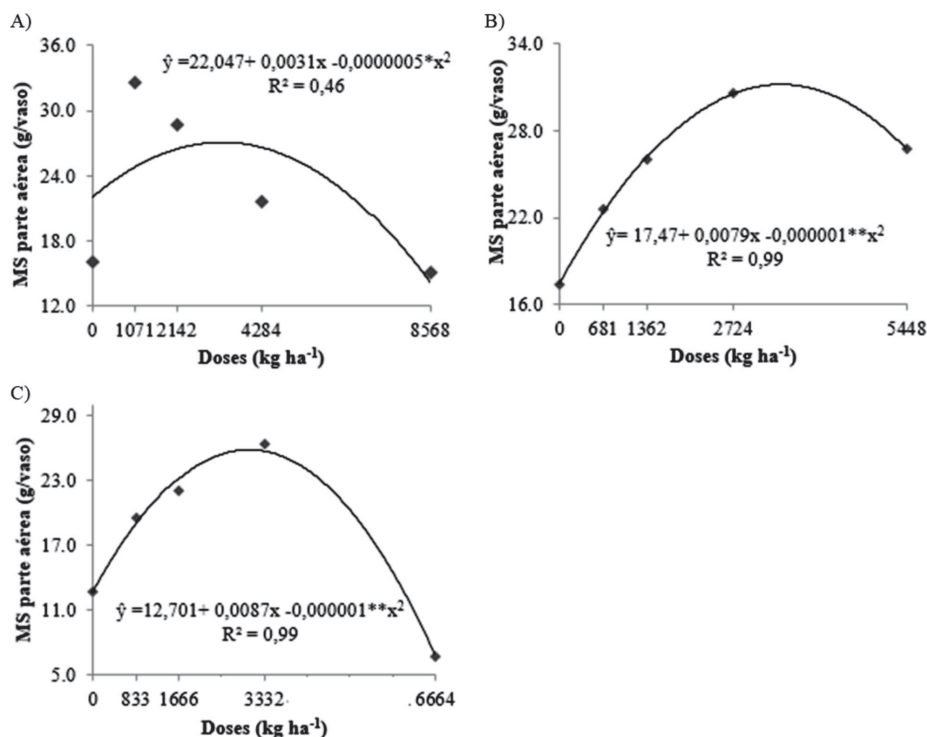 A)
MS parte aérea (g/vaso)
36.0
30.0
24.0
18.0
12.0
ŷ =22,047+ 0,0031x -0,0000005*x²
R² = 0,46
0 1071 2142 4284 8568
Doses (kg ha⁻¹)
B)
MS parte aérea (g/vaso)
34.0
28.0
22.0
16.0
ŷ= 17,47+ 0,0079x -0,000001**x²
R² = 0,99
0 681 1362 2724 5448
Doses (kg ha⁻¹)
C)
MS parte aérea (g/vaso)
29.0
23.0
17.0
11.0
5.0
ŷ =12,701+ 0,0087x -0,000001**x²
R² = 0,99
0 833 1666 3332. .6664
Doses (kg ha⁻¹)